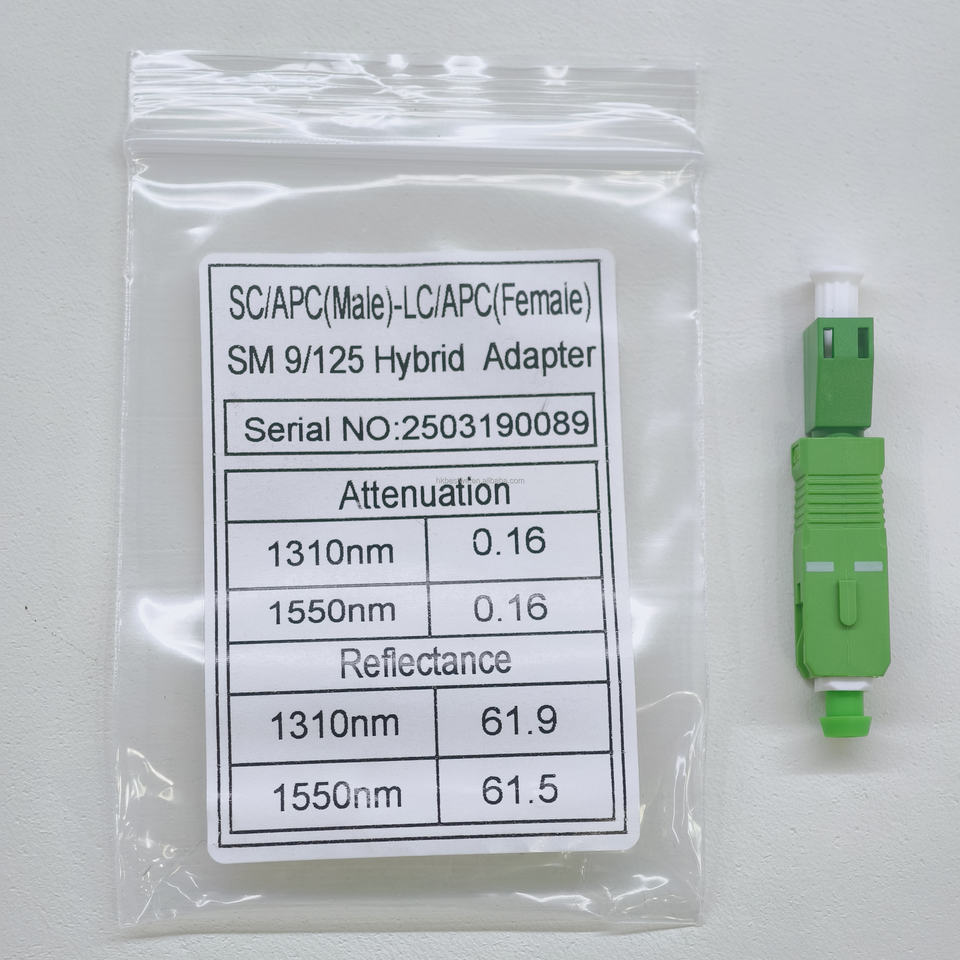 SC/APC(Male)-LC/APC(Female)
SM 9/125 Hybrid Adapter
Serial NO:2503190089
Attenuation
1310nm 0.16
1550nm 0.16
Reflectance
1310nm 61.9
1550nm 61.5